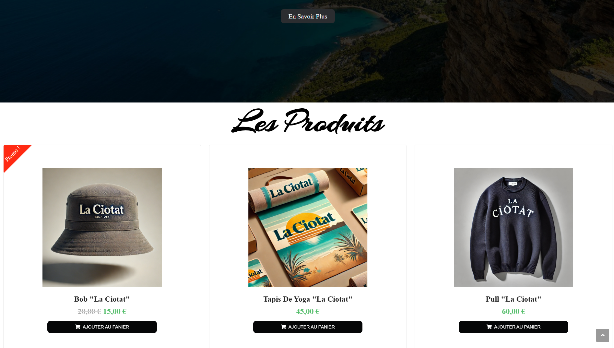 En Savoir Plus
Les Produits
Promo !
La Ciotat
La Ciotat
La Ciotat
LA
CIOTAT
Bob "La Ciotat"
Tapis De Yoga "La Ciotat"
Pull "La Ciotat"
20,00 € 15,00 €
45,00 €
60,00 €
AJOUTER AU PANIER
AJOUTER AU PANIER
AJOUTER AU PANIER